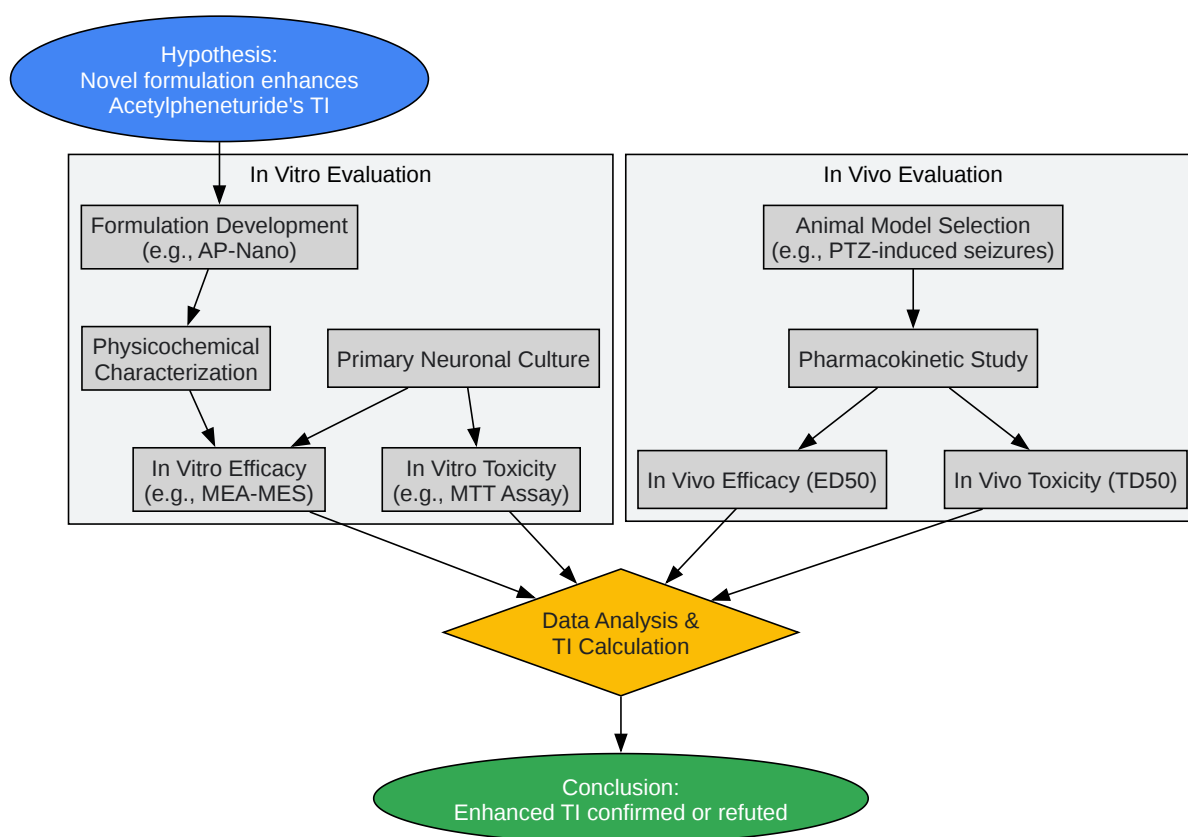 Hypothesis:
Novel formulation enhances
Acetylpheneturide's TI
In Vitro Evaluation
Formulation Development
(e.g., AP-Nano)
Physicochemical
Characterization
Primary Neuronal Culture
In Vitro Efficacy
(e.g., MEA-MES)
In Vitro Toxicity
(e.g., MTT Assay)
In Vivo Evaluation
Animal Model Selection
(e.g., PTZ-induced seizures)
Pharmacokinetic Study
In Vivo Efficacy (ED50)
In Vivo Toxicity (TD50)
Data Analysis &
TI Calculation
Conclusion:
Enhanced TI confirmed or refuted